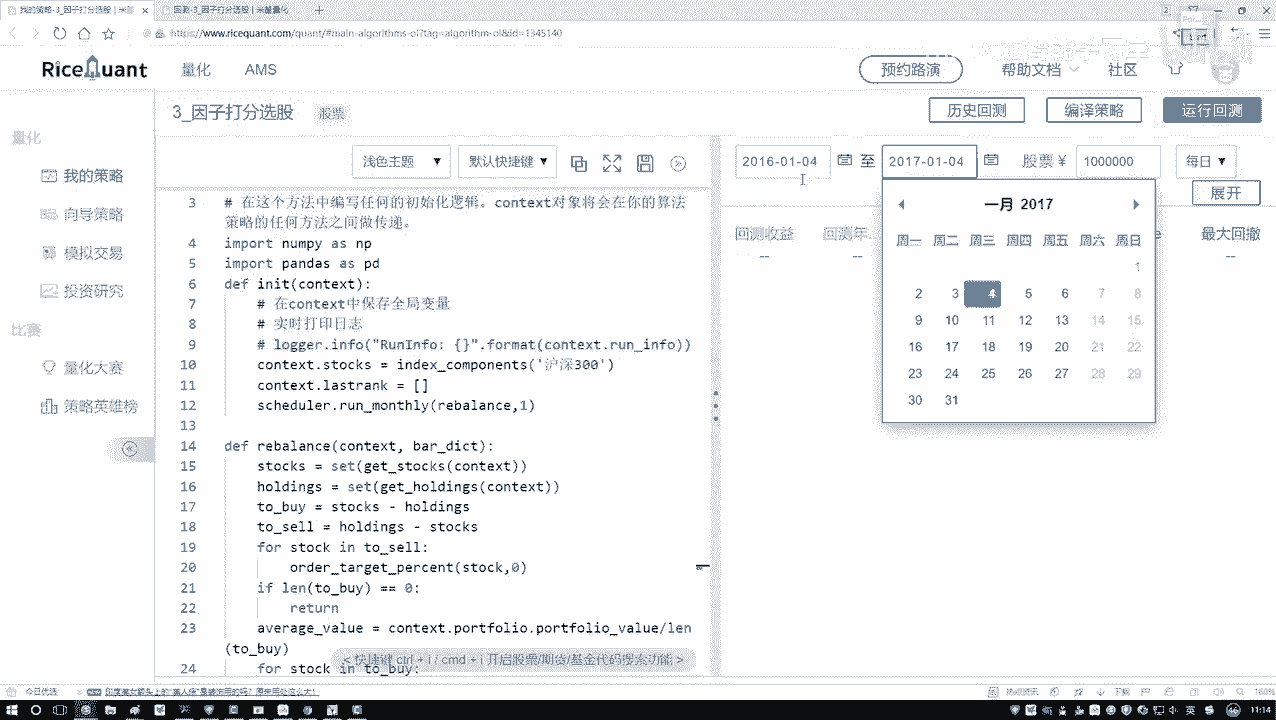 我的策略-3_因子打分选股 | 米
回测-3_因子打分选股 | 米筐量化
https://www.ricequant.com/quant/#main-algorithms-ol?tag=algorithm-ol&id=1345140
RiceQuant 量化 AMS 预约路演 帮助文档 社区
3_因子打分选股 股票 历史回测 编译策略 运行回测
量化
我的策略
向导策略
模拟交易
投资研究
比赛
量化大赛
策略英雄榜
浅色主题 默认快捷键
3 # 在这个方法中编写任何的初始化逻辑。context对象将会在你的算法
策略的任何方法之间做传递。
4 import numpy as np
5 import pandas as pd
6 def init(context):
7 # 在context中保存全局变量
8 # 实时打印日志
9 # logger.info("RunInfo: {}".format(context.run_info))
10 context.stocks = index_components('沪深300')
11 context.lastrank = []
12 scheduler.run_monthly(rebalance,1)
13
14 def rebalance(context, bar_dict):
15 stocks = set(get_stocks(context))
16 holdings = set(get_holdings(context))
17 to_buy = stocks - holdings
18 to_sell = holdings - stocks
19 for stock in to_sell:
20 order_target_percent(stock,0)
21 if len(to_buy) == 0:
22 return
23 average_value = context.portfolio.portfolio_value/len
(to_buy)
24 for stock in to_buy:
< 快捷键 ctrl + i / cmd + i 开启股票/期货/基金代码搜索功能 >
2016-01-04 至 2017-01-04 股票 ¥ 1000000 每日
展开
回测收益 回测年... e 最大回撤
-- -- --
一月 2017
周一 周二 周三 周四 周五 周六 周日
1
2 3 4 5 6 7 8
9 10 11 12 13 14 15
16 17 18 19 20 21 22
23 24 25 26 27 28 29
30 31
今日优选
160%
11:14